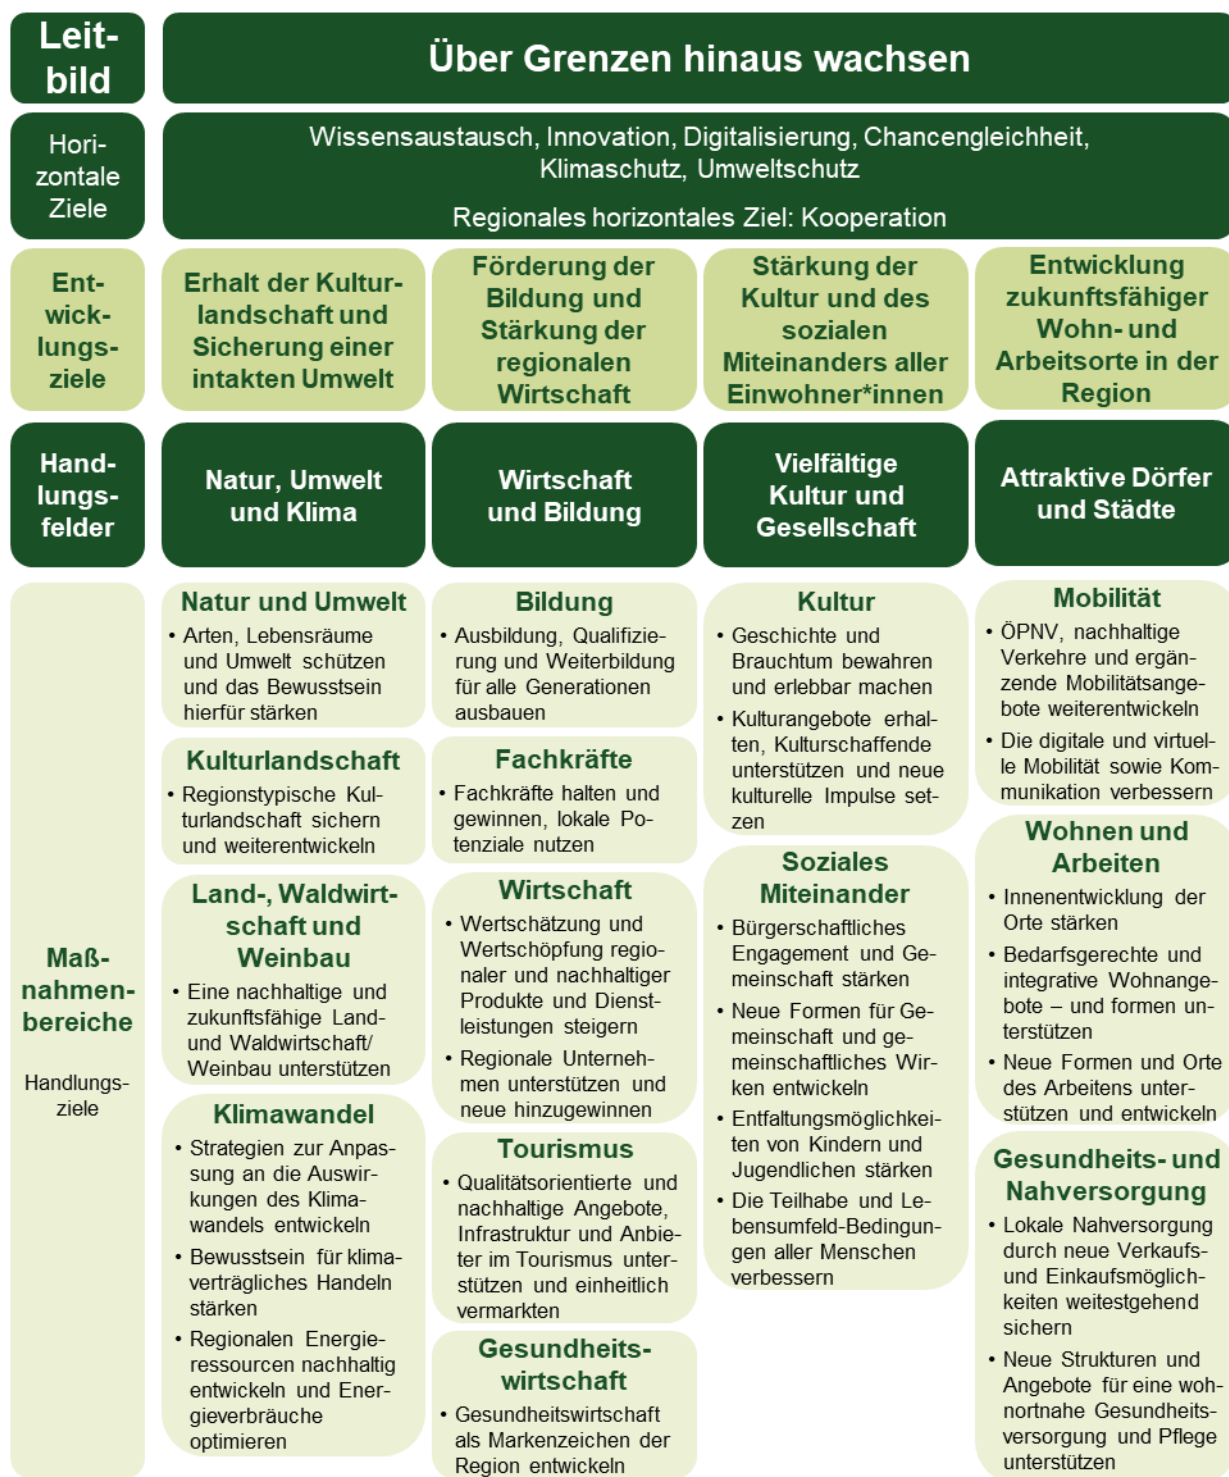 Leit-
bild
Über Grenzen hinaus wachsen
Hori-
zontale
Ziele
Wissensaustausch, Innovation, Digitalisierung, Chancengleichheit,
Klimaschutz, Umweltschutz
Regionales horizontales Ziel: Kooperation
Ent-
wick-
lungs-
ziele
Erhalt der Kultur-
landschaft und
Sicherung einer
intakten Umwelt
Förderung der
Bildung und
Stärkung der
regionalen
Wirtschaft
Stärkung der
Kultur und des
sozialen
Miteinanders aller
Einwohner*innen
Entwicklung
zukunftsfähiger
Wohn- und
Arbeitsorte in der
Region
Hand-
lungs-
felder
Natur, Umwelt
und Klima
Wirtschaft
und Bildung
Vielfältige
Kultur und
Gesellschaft
Attraktive Dörfer
und Städte
Maß-
nahmen-
bereiche
Handlungs-
ziele
Natur und Umwelt
• Arten, Lebensräume
und Umwelt schützen
und das Bewusstsein
hierfür stärken
Kulturlandschaft
• Regionstypische Kul-
turlandschaft sichern
und weiterentwickeln
Land-, Waldwirt-
schaft und
Weinbau
• Eine nachhaltige und
zukunftsfähige Land-
und Waldwirtschaft/
Weinbau unterstützen
Klimawandel
• Strategien zur Anpas-
sung an die Auswir-
kungen des Klima-
wandels entwickeln
• Bewusstsein für klima-
verträgliches Handeln
stärken
• Regionalen Energie-
ressourcen nachhaltig
entwickeln und Ener-
gieverbräuche
optimieren
Bildung
• Ausbildung, Qualifizie-
rung und Weiterbildung
für alle Generationen
ausbauen
Fachkräfte
• Fachkräfte halten und
gewinnen, lokale Po-
tenziale nutzen
Wirtschaft
• Wertschätzung und
Wertschöpfung regio-
naler und nachhaltiger
Produkte und Dienst-
leistungen steigern
• Regionale Unterneh-
men unterstützen und
neue hinzugewinnen
Tourismus
• Qualitätsorientierte und
nachhaltige Angebote,
Infrastruktur und Anbie-
ter im Tourismus unter-
stützen und einheitlich
vermarkten
Gesundheits-
wirtschaft
• Gesundheitswirtschaft
als Markenzeichen der
Region entwickeln
Kultur
• Geschichte und
Brauchtum bewahren
und erlebbar machen
• Kulturangebote erhal-
ten, Kulturschaffende
unterstützen und neue
kulturelle Impulse set-
zen
Soziales
Miteinander
• Bürgerschaftliches
Engagement und Ge-
meinschaft stärken
• Neue Formen für Ge-
meinschaft und ge-
meinschaftliches Wir-
ken entwickeln
• Entfaltungsmöglichkei-
ten von Kindern und
Jugendlichen stärken
• Die Teilhabe und Le-
bensumfeld-Bedingun-
gen aller Menschen
verbessern
Mobilität
• ÖPNV, nachhaltige
Verkehre und ergän-
zende Mobilitätsange-
bote weiterentwickeln
• Die digitale und virtuel-
le Mobilität sowie Kom-
munikation verbessern
Wohnen und
Arbeiten
• Innenentwicklung der
Orte stärken
• Bedarfsgerechte und
integrative Wohnange-
bote – und formen un-
terstützen
• Neue Formen und Orte
des Arbeitens unter-
stützen und entwickeln
Gesundheits- und
Nahversorgung
• Lokale Nahversorgung
durch neue Verkaufs-
und Einkaufsmöglich-
keiten weitestgehend
sichern
• Neue Strukturen und
Angebote für eine woh-
nortnahe Gesundheits-
versorgung und Pflege
unterstützen